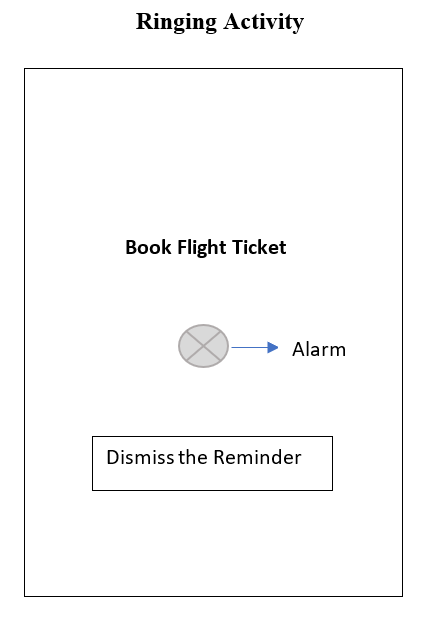 Ringing Activity
Book Flight Ticket
Alarm
Dismiss the Reminder